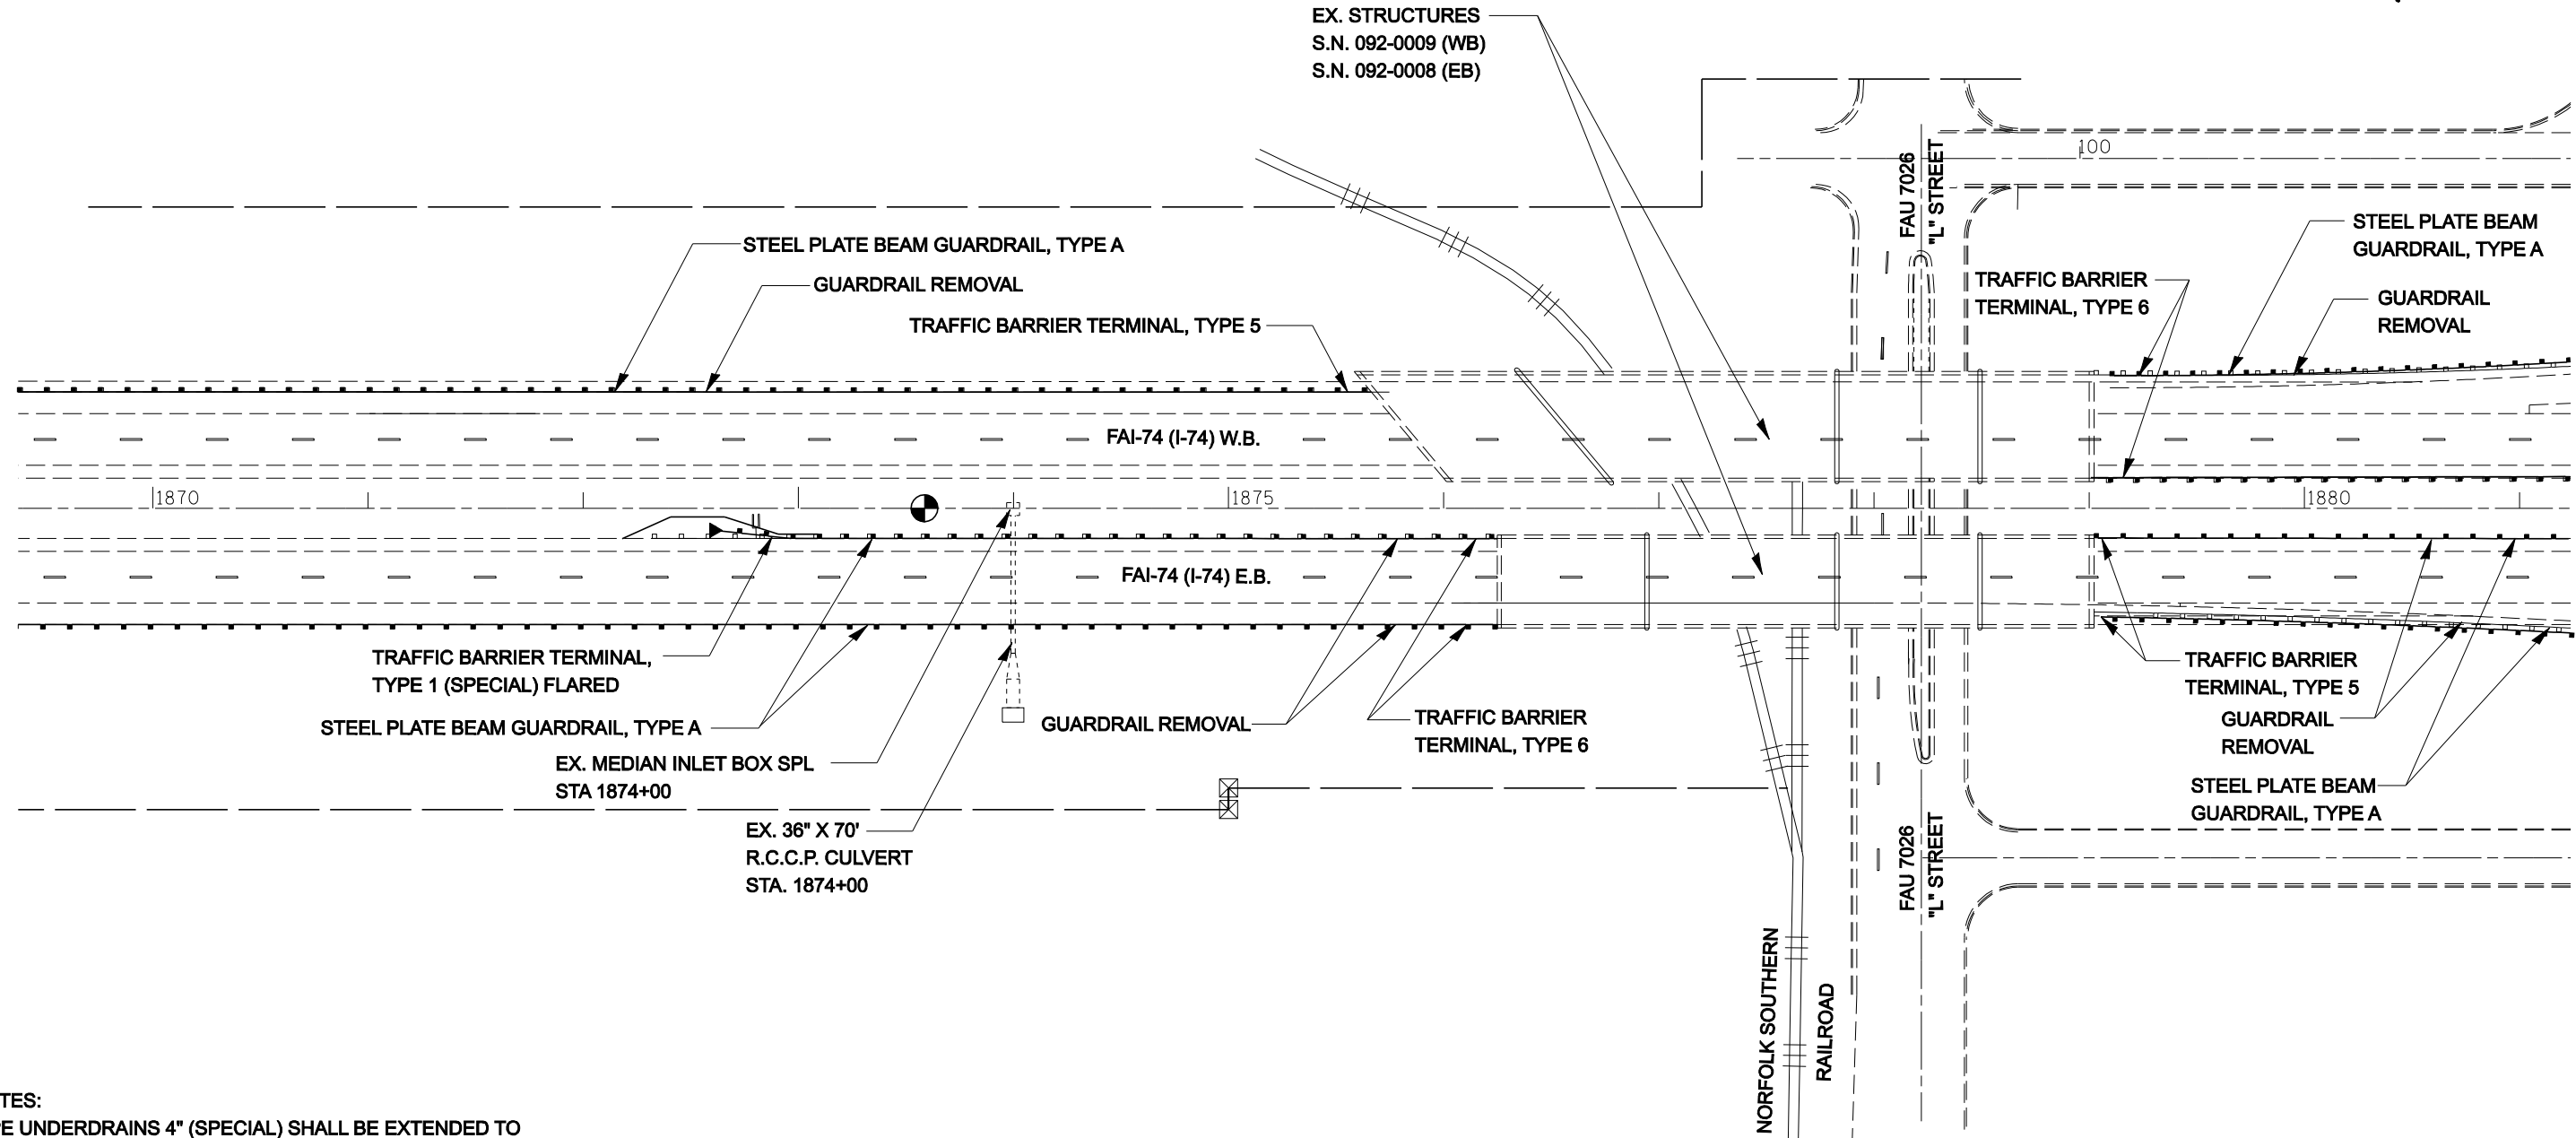 EX. STRUCTURES
S.N. 092-0009 (WB)
S.N. 092-0008 (EB)
100
FAU 7026
"L" STREET
STEEL PLATE BEAM GUARDRAIL, TYPE A
GUARDRAIL REMOVAL
TRAFFIC BARRIER TERMINAL, TYPE 5
STEEL PLATE BEAM
GUARDRAIL, TYPE A
TRAFFIC BARRIER
TERMINAL, TYPE 6
GUARDRAIL
REMOVAL
FAI-74 (I-74) W.B.
1870
1875
1880
FAI-74 (I-74) E.B.
TRAFFIC BARRIER TERMINAL,
TYPE 1 (SPECIAL) FLARED
STEEL PLATE BEAM GUARDRAIL, TYPE A
EX. MEDIAN INLET BOX SPL
STA 1874+00
EX. 36" X 70'
R.C.C.P. CULVERT
STA. 1874+00
GUARDRAIL REMOVAL
TRAFFIC BARRIER
TERMINAL, TYPE 6
TRAFFIC BARRIER
TERMINAL, TYPE 5
GUARDRAIL
REMOVAL
STEEL PLATE BEAM
GUARDRAIL, TYPE A
FAU 7026
"L" STREET
NORFOLK SOUTHERN
RAILROAD
TES:
E UNDERDRAINS 4" (SPECIAL) SHALL BE EXTENDED TO